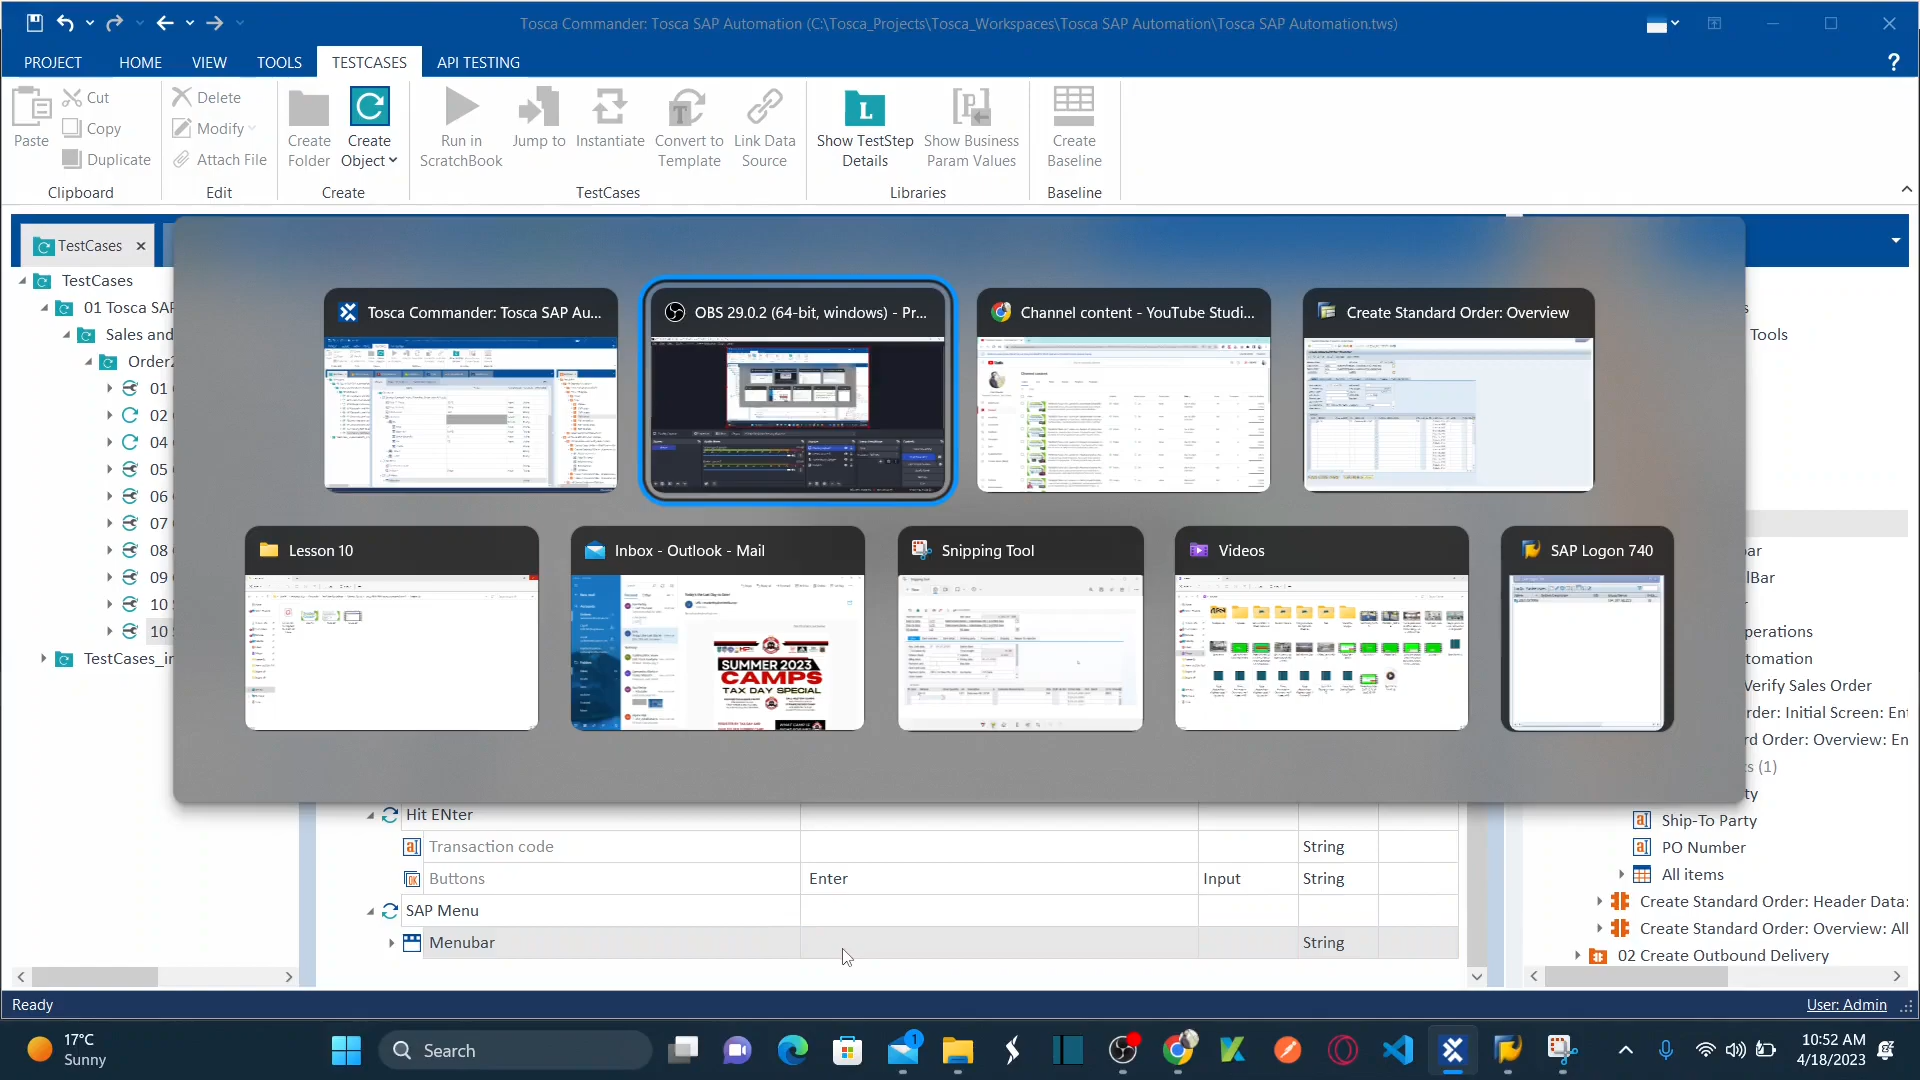 Tosca Commander: Tosca SAP Automation (C:\Tosca_Projects\Tosca_Workspaces\Tosca SAP Automation\Tosca SAP Automation.tws)
PROJECT HOME VIEW TOOLS TESTCASES API TESTING ?
Paste Cut Copy Duplicate
Clipboard
Delete Modify Attach File
Edit
Create Folder Create Object
Create
Run in ScratchBook Jump to Instantiate Convert to Template Link Data Source
TestCases
Show TestStep Details Show Business Param Values
Libraries
Create Baseline
Baseline
TestCases ×
TestCases
01 Tosca SAP
Sales and
Order2
01
02
04
05
06
07
08
09
10
10
TestCases_in
Tosca Commander: Tosca SAP Au...
OBS 29.0.2 (64-bit, windows) - Pr...
Channel content - YouTube Studi...
Create Standard Order: Overview
Lesson 10
Inbox - Outlook - Mail
SUMMER 2023
CAMPS
TAX DAY SPECIAL
Snipping Tool
Videos
SAP Logon 740
Hit ENter
Transaction code String
Buttons Enter Input String
SAP Menu
Menubar String
Tools
perations
tomation
Verify Sales Order
rder: Initial Screen: Ent
rd Order: Overview: En
ks (1)
ty
Ship-To Party
PO Number
All items
Create Standard Order: Header Data:
Create Standard Order: Overview: All
02 Create Outbound Delivery
Ready
User: Admin
17°C
Sunny
Search
1
10:52 AM
4/18/2023